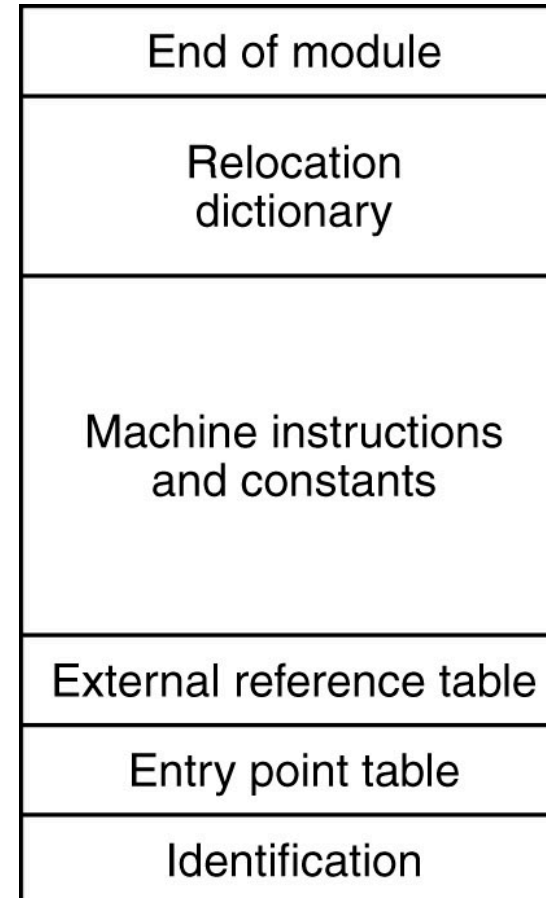 End of module
Relocation
dictionary
Machine instructions
and constants
External reference table
Entry point table
Identification